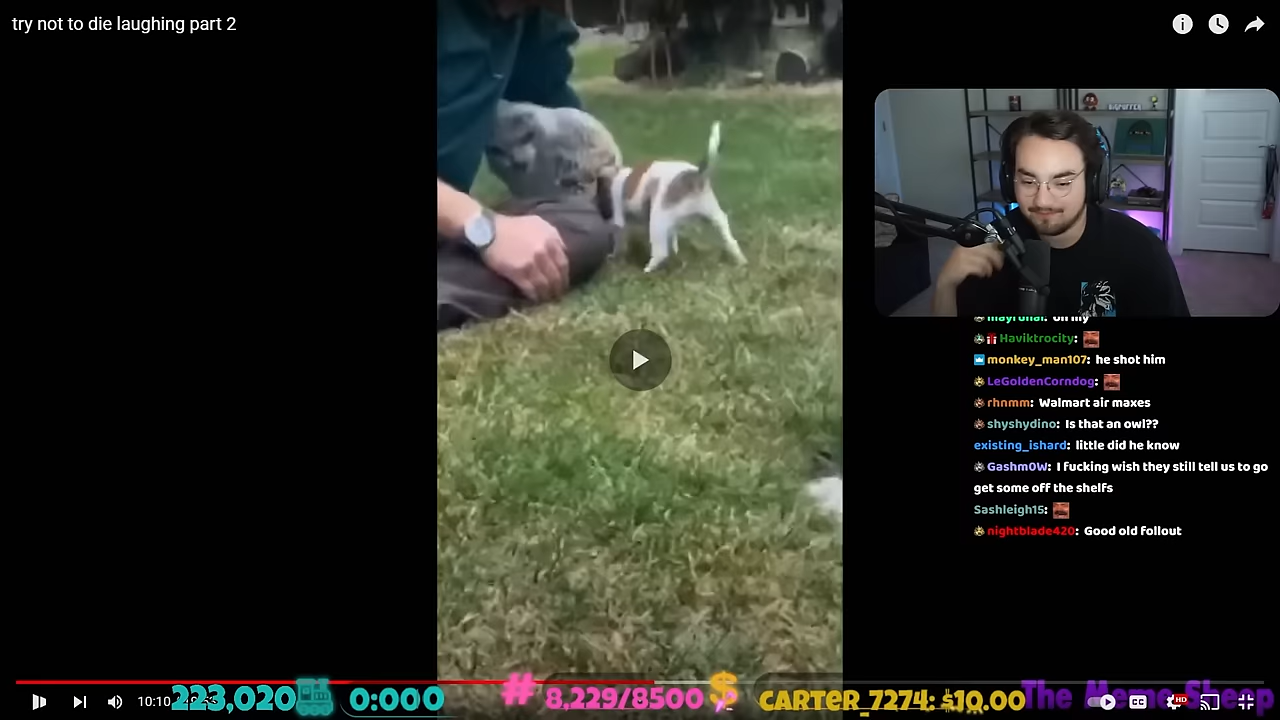 try not to die laughing part 2
Haviktrocity:
monkey_man107: he shot him
LeGoldenCorndog:
rhnmm: Walmart air maxes
shyshydino: Is that an owl??
existing_ishard: little did he know
Gashm0W: I fucking wish they still tell us to go
get some off the shelfs
Sashleigh15:
nightblade420: Good old follout
10:10
223,020
0:000
# 8,229/8500
$
CARTER_7274: $10.00
The Meme Sheep
CC
HD